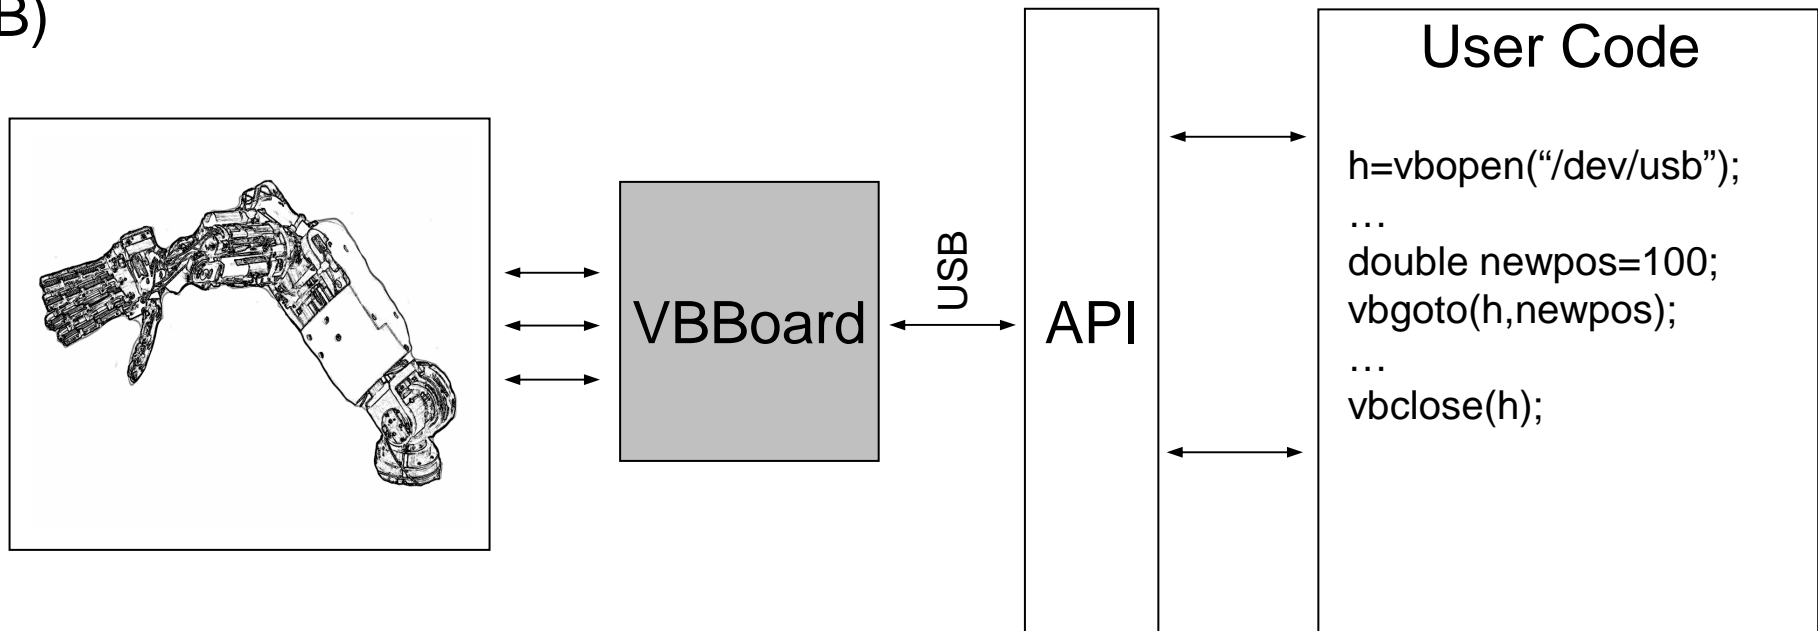 B)
VBBoard
USB
API
User Code
h=vbopen(“/dev/usb”);
…
double newpos=100;
vbgoto(h,newpos);
…
vbclose(h);